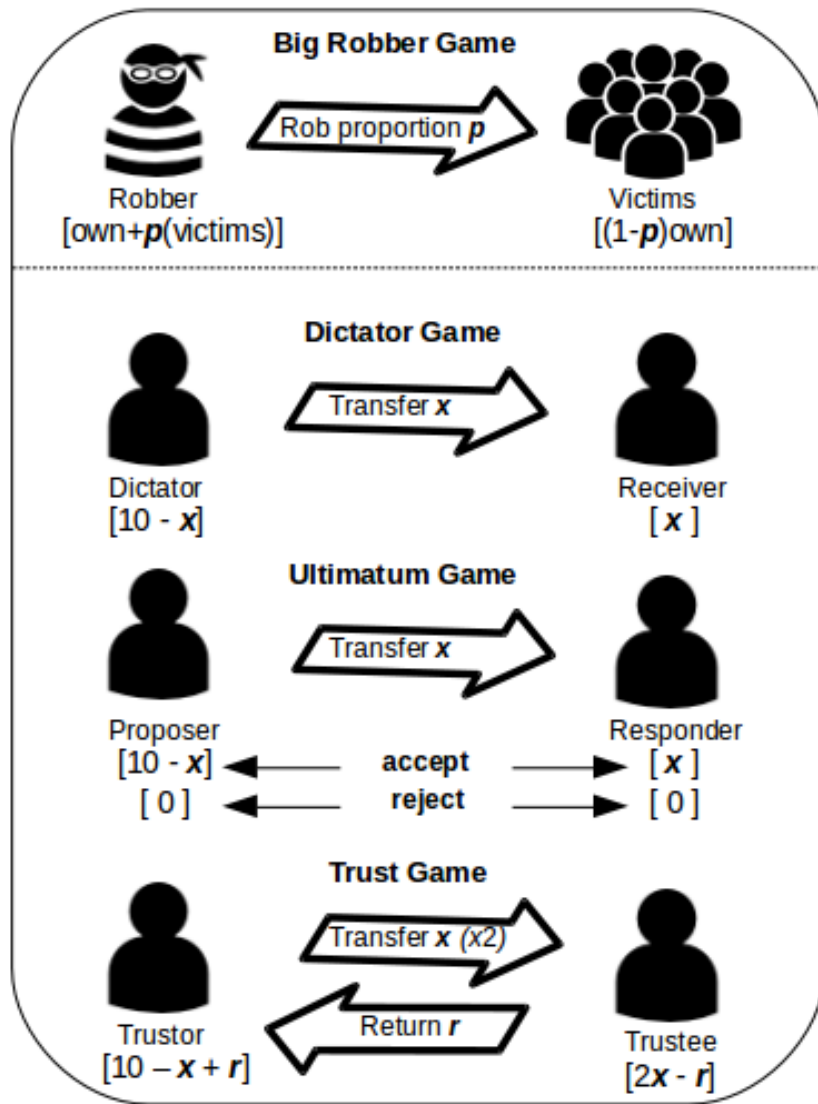 Big Robber Game
Rob proportion p
Robber
Victims
[own+p(victims)]
[(1-p)own]
Dictator Game
Transfer x
Dictator
Receiver
[10 - x]
[ x ]
Ultimatum Game
Transfer x
Proposer
Responder
[10 - x]
accept
[ x ]
[ 0 ]
reject
[ 0 ]
Trust Game
Transfer x (x2)
Return r
Trustor
Trustee
[10 – x + r]
[2x - r]